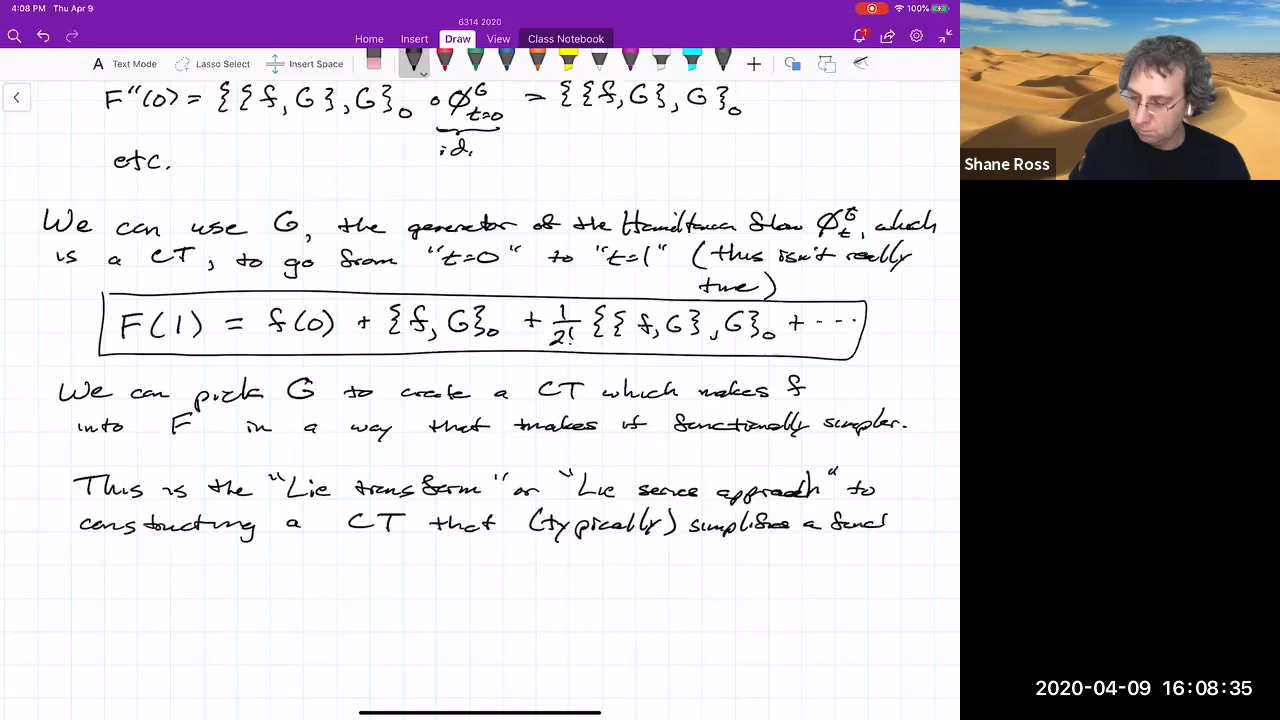 4:08 PM Thu Apr 9
100%
6314 2020
Home Insert Draw View Class Notebook
Text Mode Lasso Select Insert Space
F''(0) = {{f, G}, G}₀ ∘ φ^G_{t=0} = {{f, G}, G}₀
id.
etc.
We can use G, the generator of the Hamiltonian flow φ^G_t, which
is a CT, to go from "t=0" to "t=1" (this isn't really
true)
F(1) = f(0) + {f, G}₀ + 1/2! {{f, G}, G}₀ + ...
We can pick G to create a CT which makes f
into F in a way that makes it functionally simpler.
This is the "Lie transform" or "Lie series approach" to
constructing a CT that (typically) simplifies a func
Shane Ross
2020-04-09 16:08:35